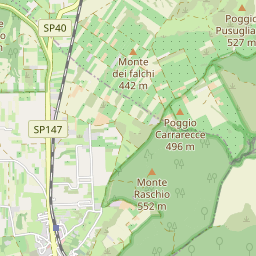 SP40
Poggio
Pusuglia
527 m
Monte
dei falchi
442 m
SP147
Poggio
Carrarecce
496 m
Monte
Raschio
552 m